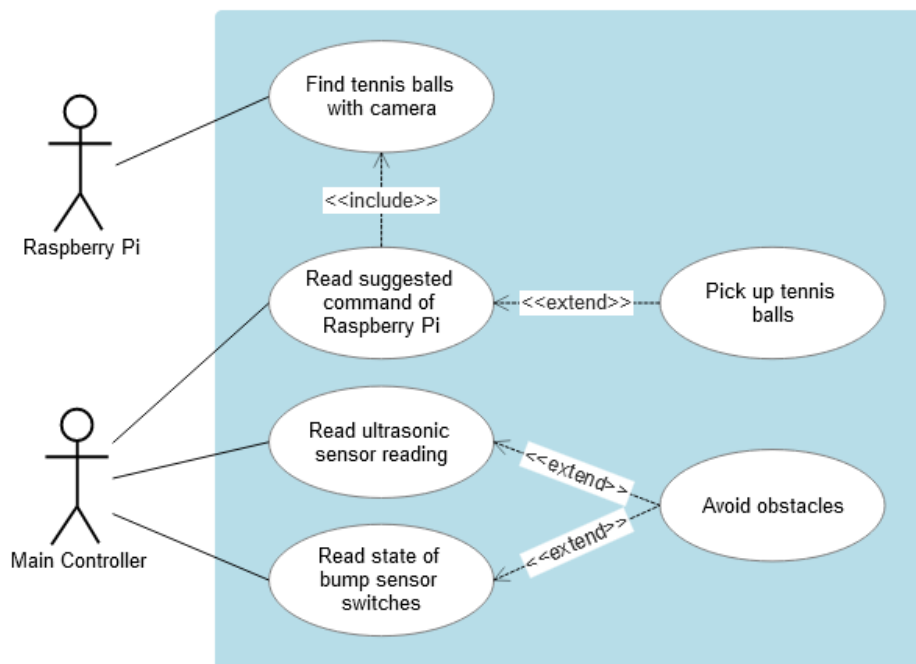 Find tennis balls
with camera
Raspberry Pi
<<include>>
Read suggested
command of
Raspberry Pi
<<extend>>
Pick up tennis
balls
Read ultrasonic
sensor reading
<<extend>>
Main Controller
Avoid obstacles
<<extend>>
Read state of
bump sensor
switches